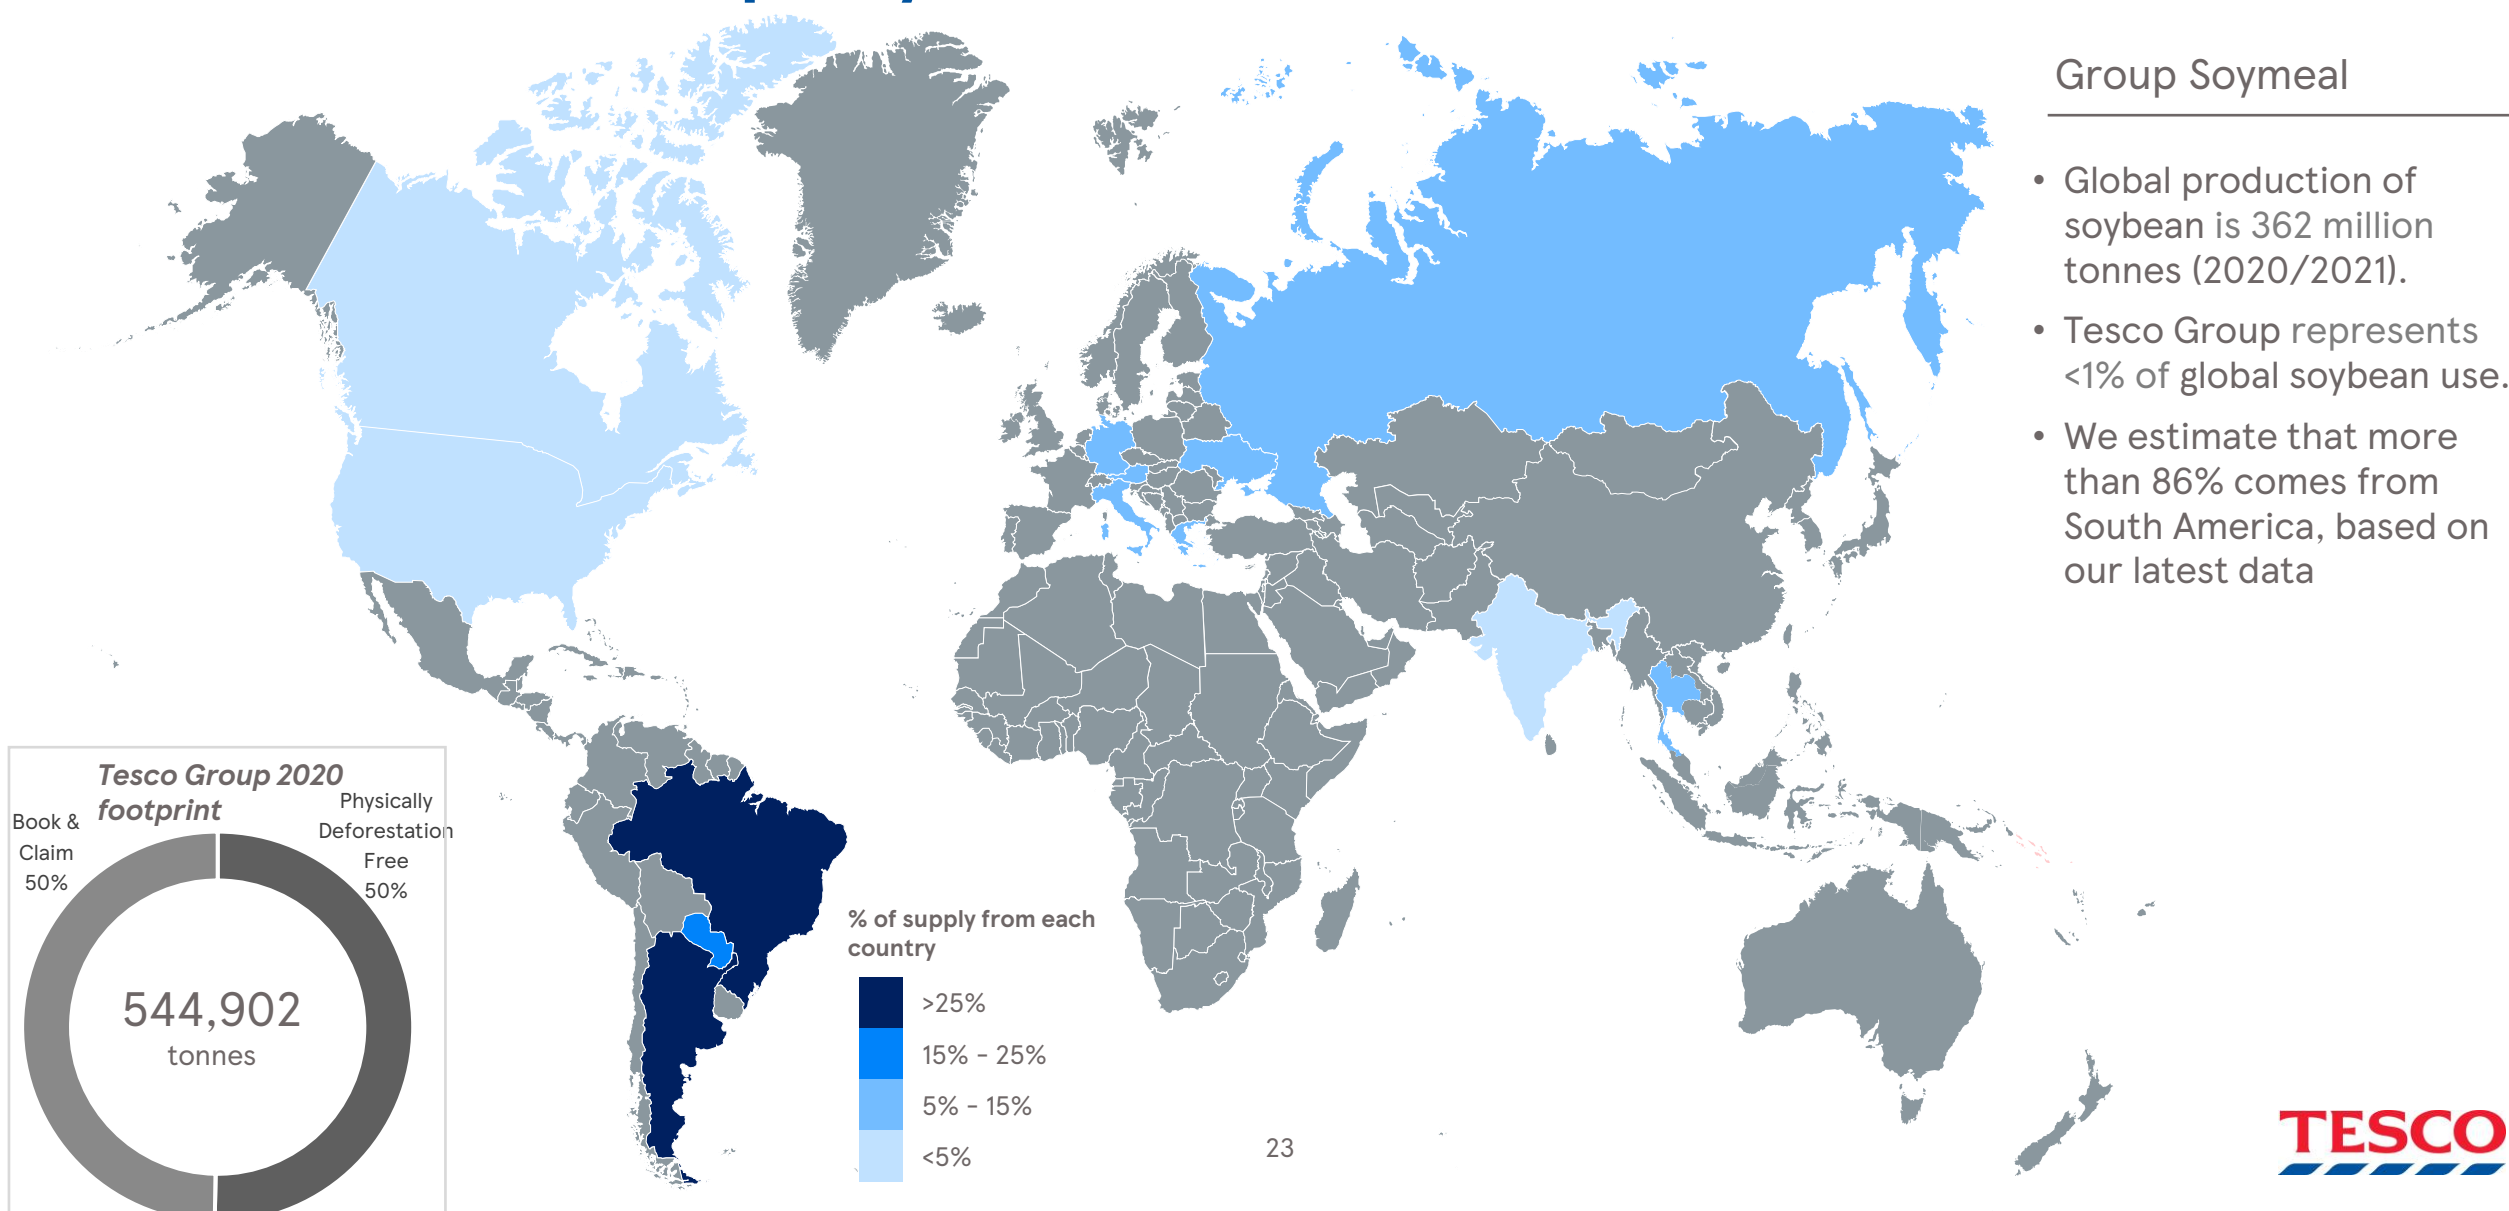 Group Soymeal
• Global production of
soybean is 362 million
tonnes (2020/2021).
• Tesco Group represents
<1% of global soybean use.
• We estimate that more
than 86% comes from
South America, based on
our latest data
Tesco Group 2020
footprint
Book &
Claim
50%
Physically
Deforestation
Free
50%
544,902
tonnes
% of supply from each
country
>25%
15% - 25%
5% - 15%
<5%
23
TESCO